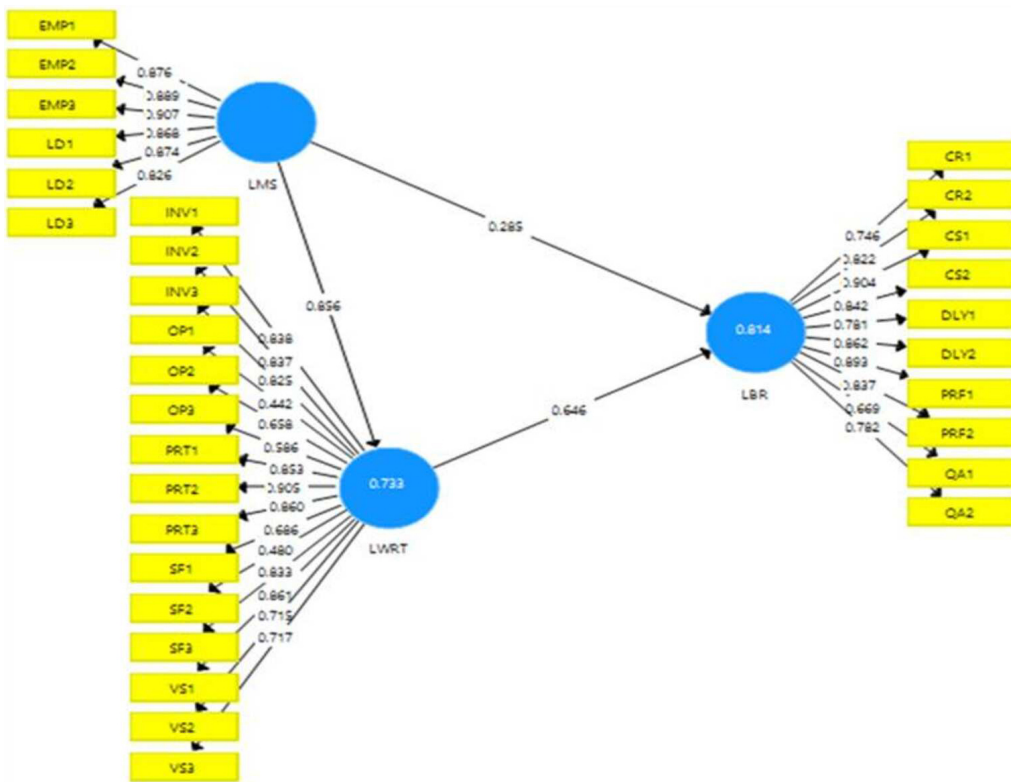 EMP1
EMP2
EMP3
LD1
LD2
LD3
0.876
0.889
0.907
0.868
0.874
0.826
LMS
0.285
0.856
INV1
INV2
INV3
OP1
OP2
OP3
PRT1
PRT2
PRT3
SF1
SF2
SF3
VS1
VS2
VS3
0.838
0.837
0.825
0.442
0.658
0.586
0.853
0.905
0.860
0.686
0.480
0.833
0.861
0.715
0.717
0.733
LWRT
0.646
0.814
LBR
0.746
0.822
0.904
0.842
0.781
0.862
0.893
0.837
0.669
0.782
CR1
CR2
CS1
CS2
DLY1
DLY2
PRF1
PRF2
QA1
QA2